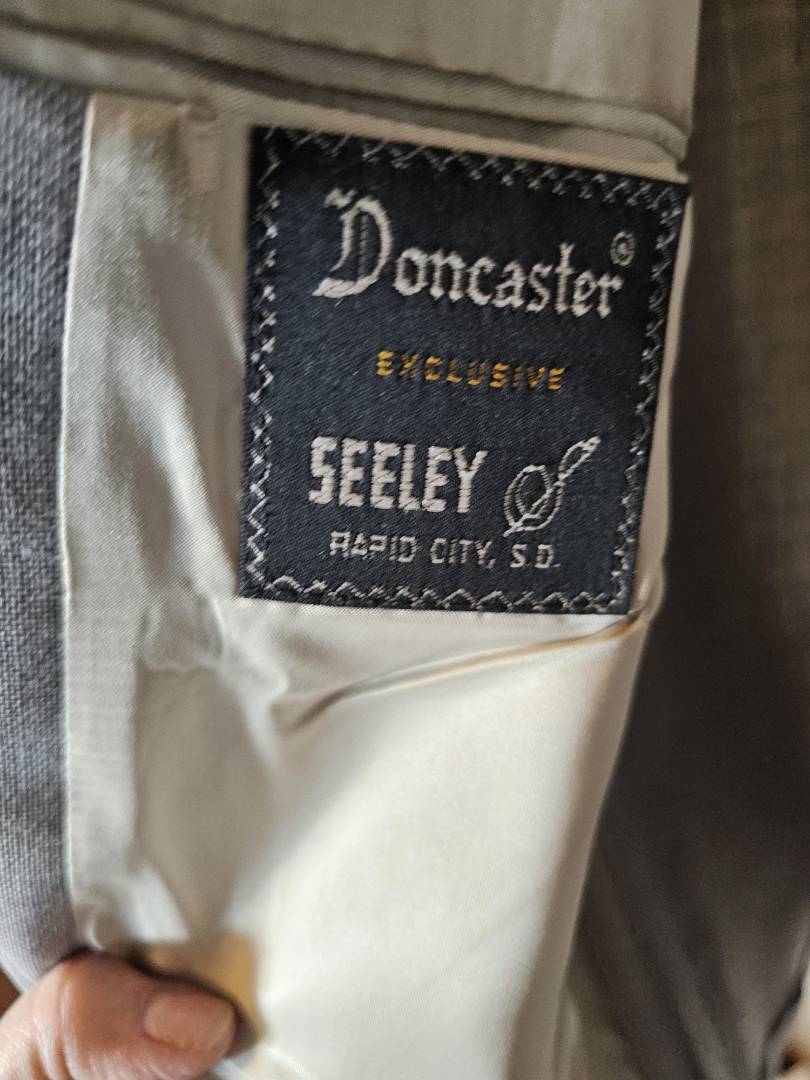 Doncaster®
EXCLUSIVE
SEELEY
RAPID CITY, S.D.